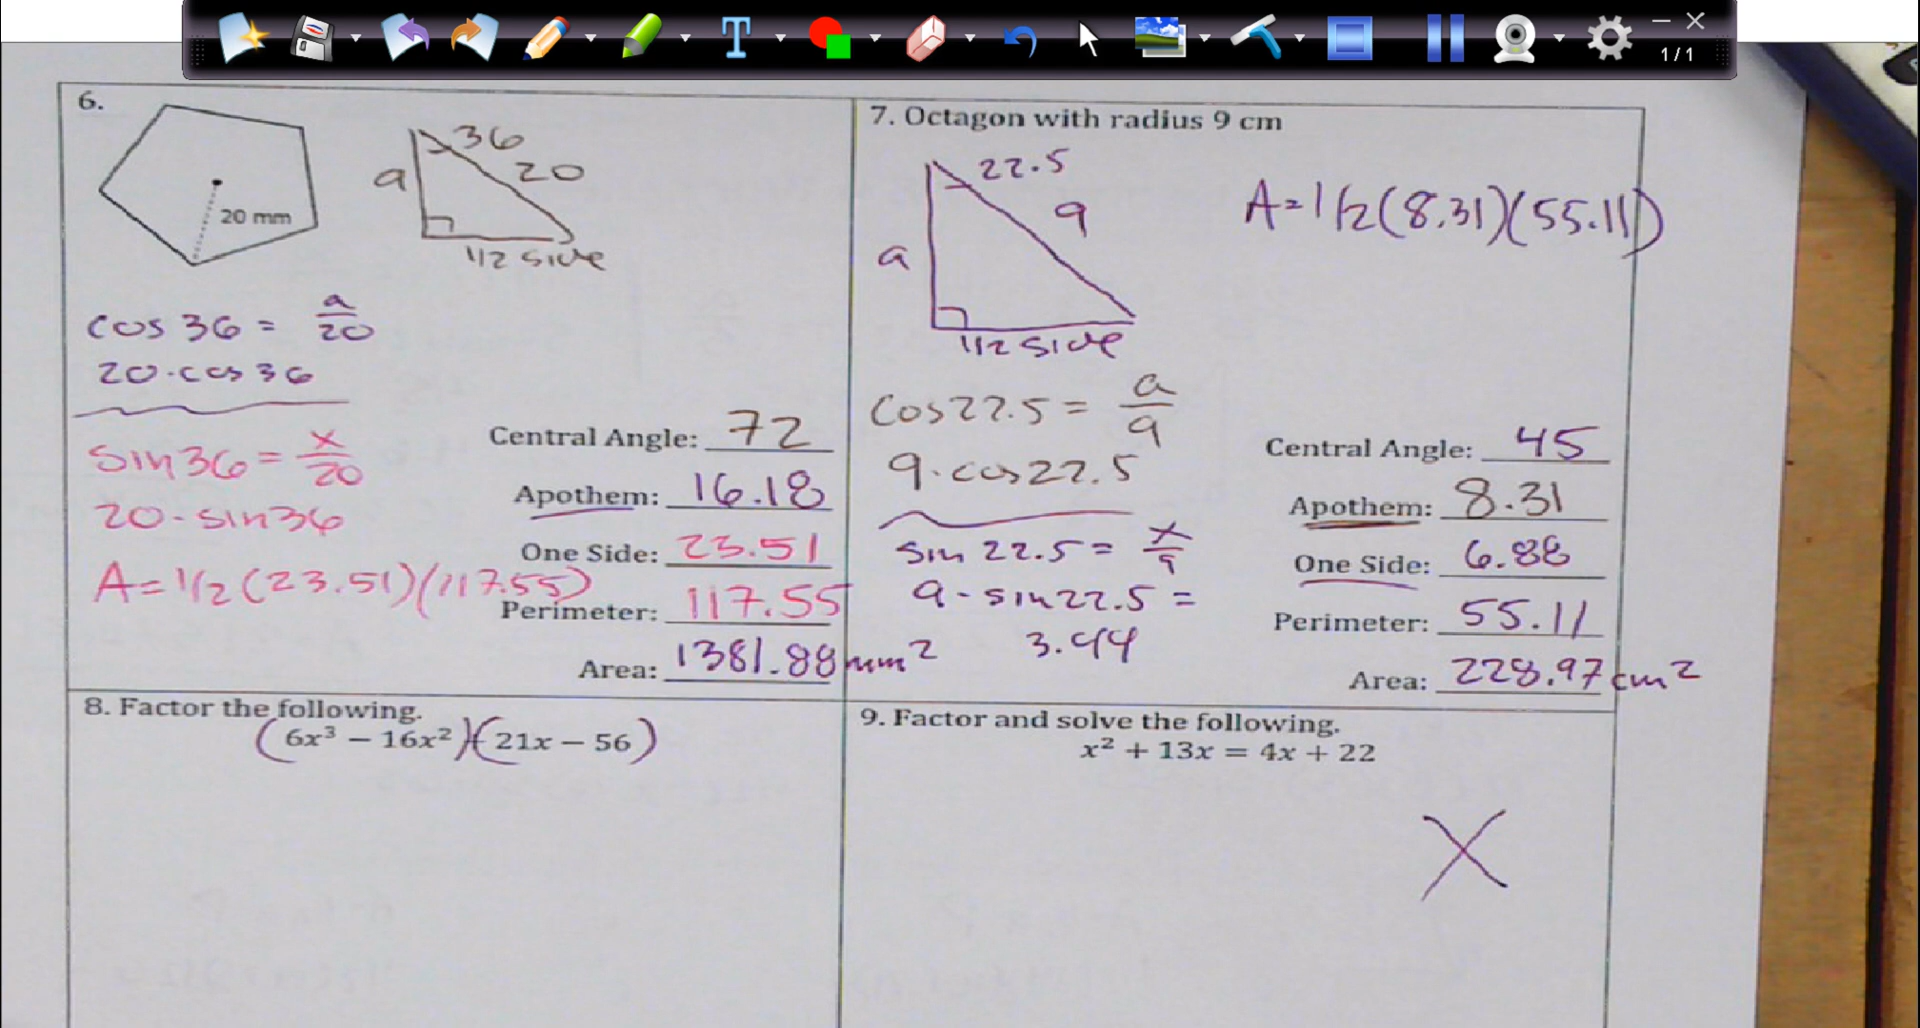 1/1
6.
20 mm
36
20
a
1/2 side
cos 36 = a/20
20·cos 36
sin 36 = x/20
20·sin 36
A = 1/2 (23.51)(117.55)
Central Angle: 72
Apothem: 16.18
One Side: 23.51
Perimeter: 117.55
Area: 1381.88 mm²
7. Octagon with radius 9 cm
22.5
9
a
1/2 side
A = 1/2 (8.31)(55.11)
cos 22.5 = a/9
9·cos 22.5
sin 22.5 = x/9
9·sin 22.5 =
3.44
Central Angle: 45
Apothem: 8.31
One Side: 6.88
Perimeter: 55.11
Area: 228.97 cm²
8. Factor the following.
(6x³ − 16x²)+(21x − 56)
9. Factor and solve the following.
x² + 13x = 4x + 22
X